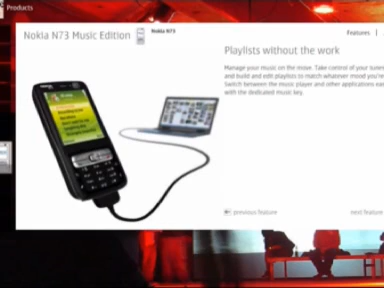 Products
Nokia N73 Music Edition
Nokia N73
Features
Playlists without the work
Manage your music on the move. Take control of your tunes
and build and edit playlists to match whatever mood you're
Switch between the music player and other applications eas
with the dedicated music key.
previous feature
next feature